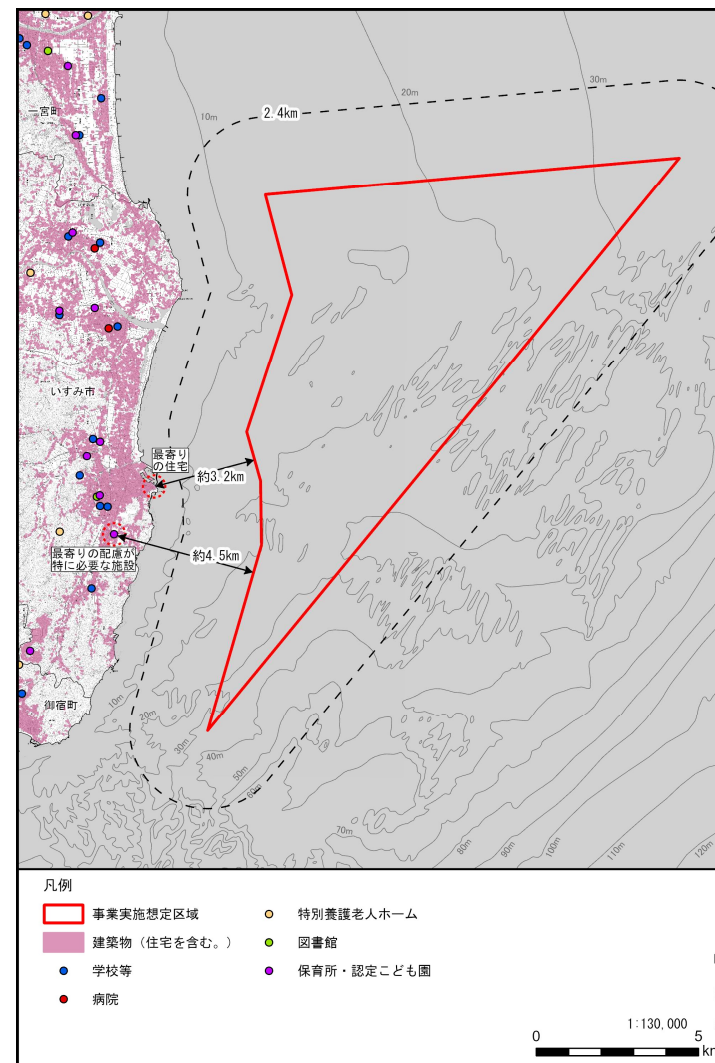 2.4km
10m
20m
30m
一宮町
いすみ市
最寄り
の住宅
約3.2km
最寄りの配慮が
特に必要な施設
約4.5km
御宿町
10m
20m
30m
40m
50m
60m
70m
80m
90m
100m
110m
120m
凡例
事業実施想定区域
建築物（住宅を含む。）
学校等
病院
特別養護老人ホーム
図書館
保育所・認定こども園
1:130,000
0 5
km